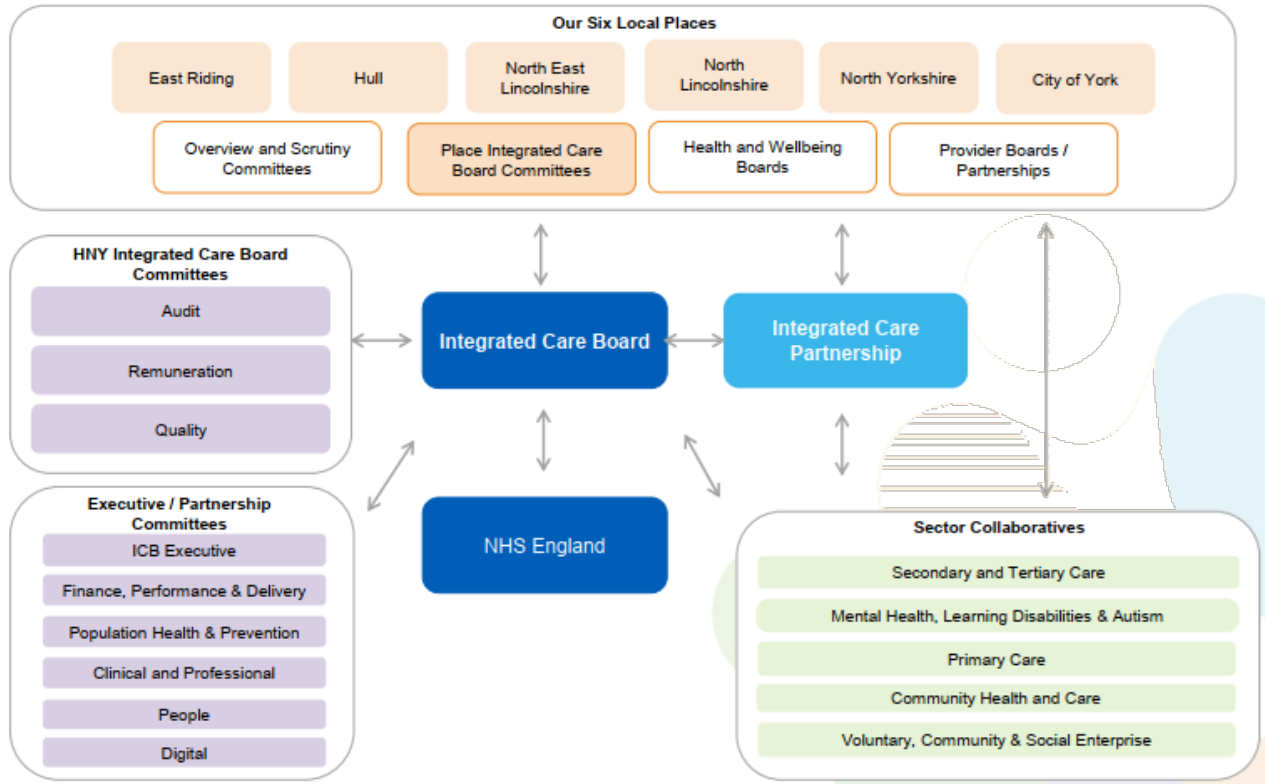 Our Six Local Places
East Riding
Hull
North East
Lincolnshire
North
Lincolnshire
North Yorkshire
City of York
Overview and Scrutiny
Committees
Place Integrated Care
Board Committees
Health and Wellbeing
Boards
Provider Boards /
Partnerships
HNY Integrated Care Board
Committees
Audit
Remuneration
Quality
Integrated Care Board
Integrated Care
Partnership
Executive / Partnership
Committees
ICB Executive
Finance, Performance & Delivery
Population Health & Prevention
Clinical and Professional
People
Digital
NHS England
Sector Collaboratives
Secondary and Tertiary Care
Mental Health, Learning Disabilities & Autism
Primary Care
Community Health and Care
Voluntary, Community & Social Enterprise